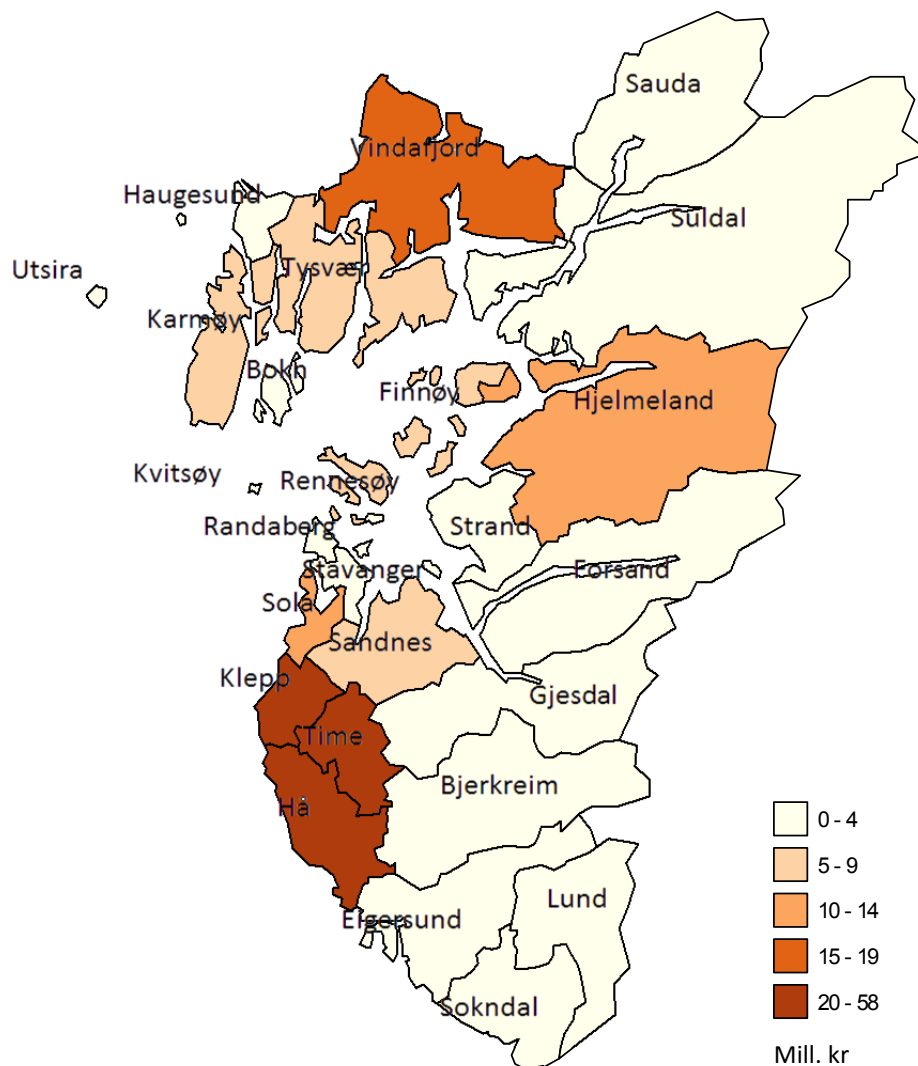 Sauda
Vindafjord
Haugesund
Suldal
Utsira
Tysvær
Karmøy
Bokn
Finnøy
Hjelmeland
Kvitsøy
Rennesøy
Randaberg
Strand
Stavanger
Forsand
Sola
Sandnes
Klepp
Gjesdal
Time
Bjerkreim
Hå
0 - 4
5 - 9
Lund
Eigersund
10 - 14
15 - 19
Sokndal
20 - 58
Mill. kr